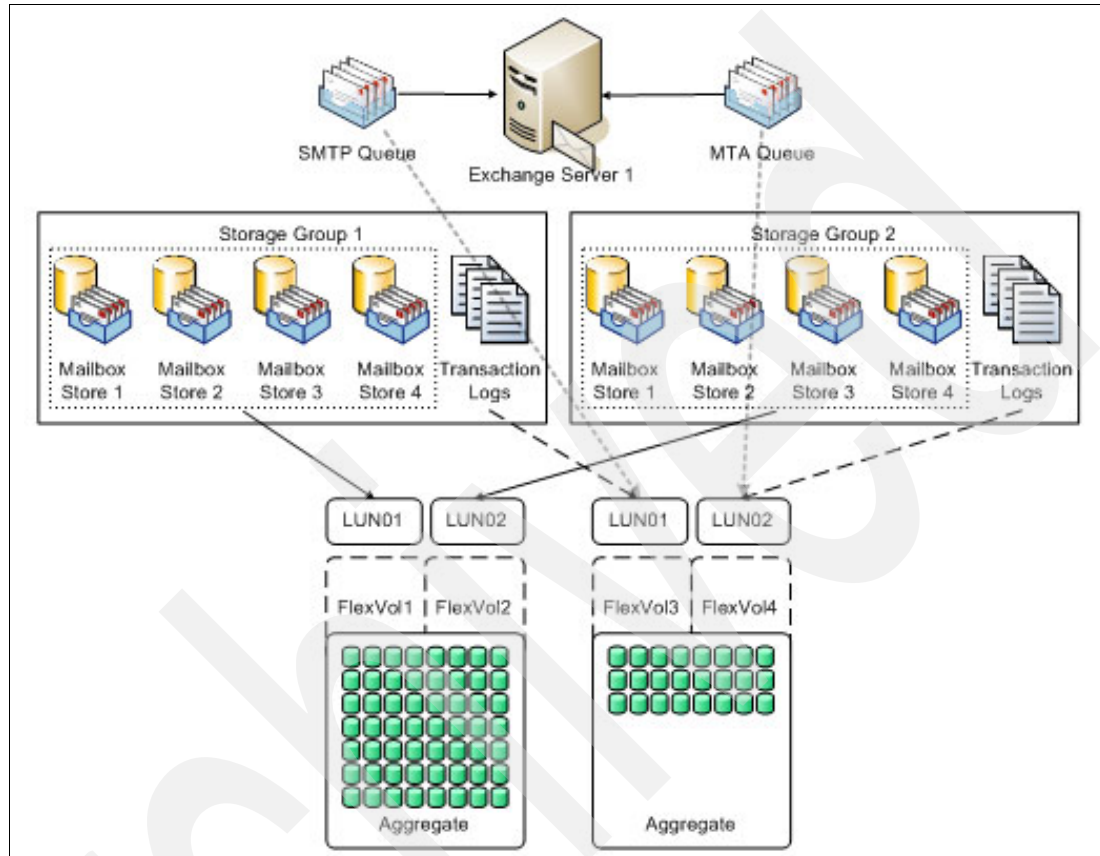 SMTP Queue
Exchange Server 1
MTA Queue
Storage Group 1
Mailbox Store 1
Mailbox Store 2
Mailbox Store 3
Mailbox Store 4
Transaction Logs
Storage Group 2
Mailbox Store 1
Mailbox Store 2
Mailbox Store 3
Mailbox Store 4
Transaction Logs
LUN01
LUN02
LUN01
LUN02
FlexVol1
FlexVol2
FlexVol3
FlexVol4
Aggregate
Aggregate